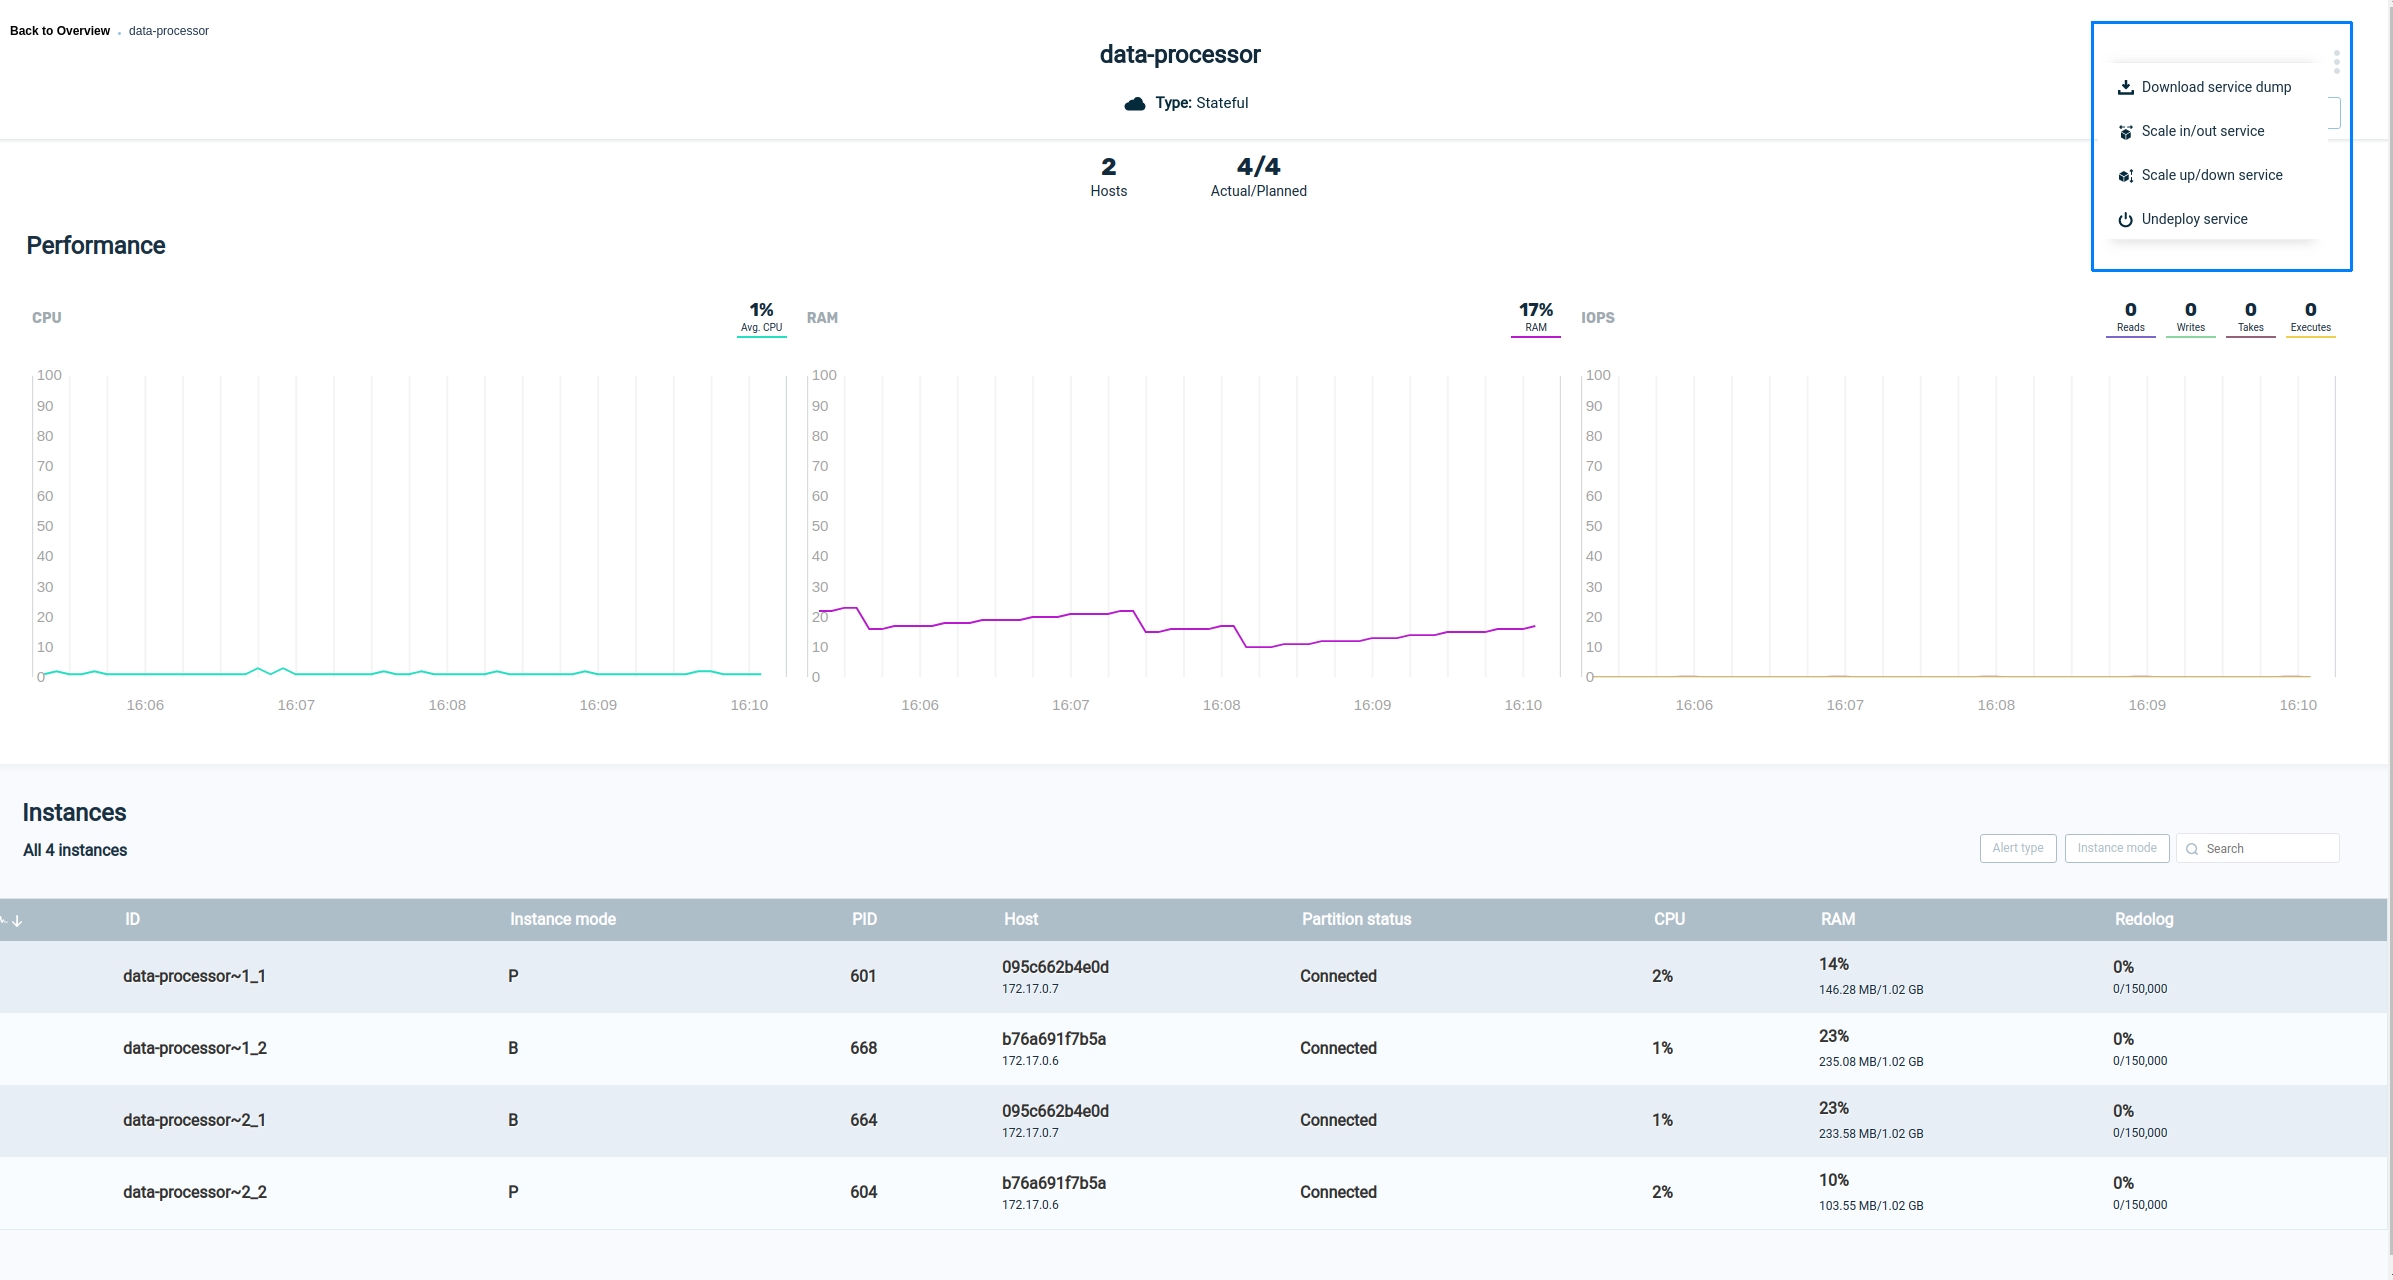 Back to Overview • data-processor
data-processor
Type: Stateful
Download service dump
Scale in/out service
Scale up/down service
Undeploy service
2 4/4
Hosts Actual/Planned
Performance
CPU 1% Avg. CPU
RAM 17% RAM
IOPS 0 Reads 0 Writes 0 Takes 0 Executes
100 100 100
90 90 90
80 80 80
70 70 70
60 60 60
50 50 50
40 40 40
30 30 30
20 20 20
10 10 10
0 0 0
16:06 16:07 16:08 16:09 16:10 16:06 16:07 16:08 16:09 16:10 16:06 16:07 16:08 16:09 16:10
Instances
All 4 instances
Alert type Instance mode Search
ID Instance mode PID Host Partition status CPU RAM Redolog
data-processor~1_1 P 601 095c662b4e0d Connected 2% 14% 0%
172.17.0.7 146.28 MB/1.02 GB 0/150,000
data-processor~1_2 B 668 b76a691f7b5a Connected 1% 23% 0%
172.17.0.6 235.08 MB/1.02 GB 0/150,000
data-processor~2_1 B 664 095c662b4e0d Connected 1% 23% 0%
172.17.0.7 233.58 MB/1.02 GB 0/150,000
data-processor~2_2 P 604 b76a691f7b5a Connected 2% 10% 0%
172.17.0.6 103.55 MB/1.02 GB 0/150,000